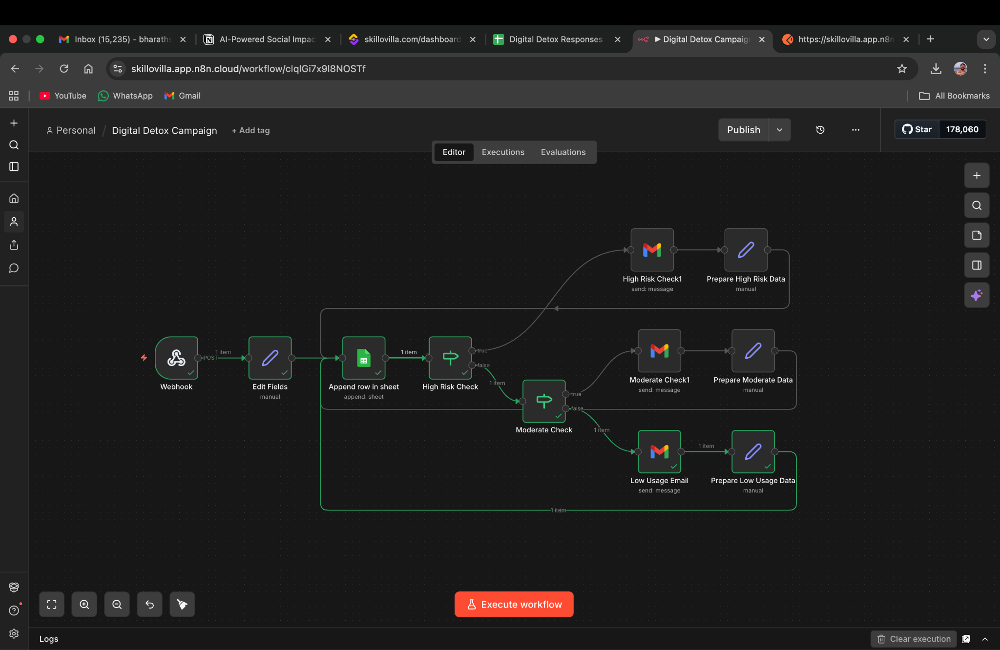 Inbox (15,235) - bharaths
AI-Powered Social Impac
skillovilla.com/dashboard
Digital Detox Responses
Digital Detox Campaign
https://skillovilla.app.n8n
skillovilla.app.n8n.cloud/workflow/cIqlGi7x9l8NOSTf
YouTube
WhatsApp
Gmail
All Bookmarks
Personal / Digital Detox Campaign
+ Add tag
Publish
Star 178,060
Editor
Executions
Evaluations
High Risk Check1
send: message
Prepare High Risk Data
manual
POST
1 item
1 item
true
false
Webhook
Edit Fields
manual
Append row in sheet
append: sheet
High Risk Check
1 item
true
false
Moderate Check
Moderate Check1
send: message
Prepare Moderate Data
manual
1 item
1 item
Low Usage Email
send: message
Prepare Low Usage Data
manual
1 item
Execute workflow
Logs
Clear execution